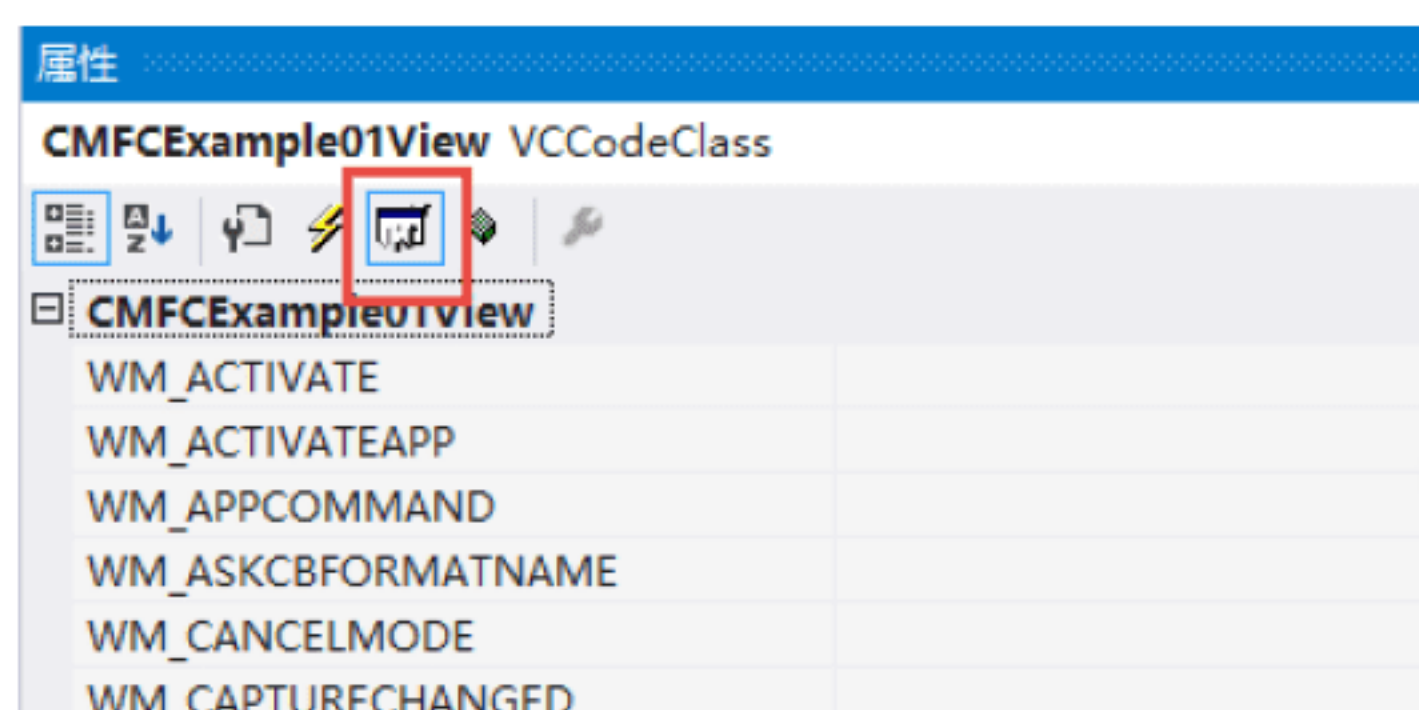 属性
CMFCExample01View VCCodeClass
CMFCExample01View
WM_ACTIVATE
WM_ACTIVATEAPP
WM_APPCOMMAND
WM_ASKCBFORMATNAME
WM_CANCELMODE
WM_CAPTURECHANGED